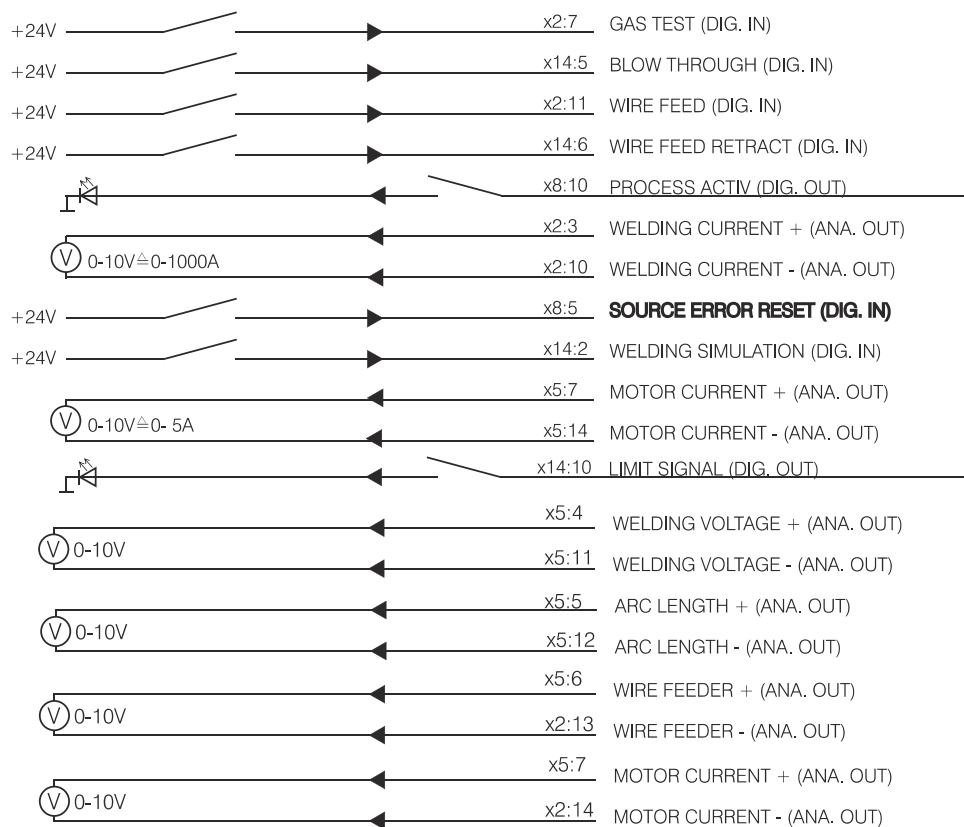 +24V x2:7 GAS TEST (DIG. IN)
+24V x14:5 BLOW THROUGH (DIG. IN)
+24V x2:11 WIRE FEED (DIG. IN)
+24V x14:6 WIRE FEED RETRACT (DIG. IN)
x8:10 PROCESS ACTIV (DIG. OUT)
x2:3 WELDING CURRENT + (ANA. OUT)
V 0-10V≙0-1000A
x2:10 WELDING CURRENT - (ANA. OUT)
+24V x8:5 SOURCE ERROR RESET (DIG. IN)
+24V x14:2 WELDING SIMULATION (DIG. IN)
x5:7 MOTOR CURRENT + (ANA. OUT)
V 0-10V≙0- 5A
x5:14 MOTOR CURRENT - (ANA. OUT)
x14:10 LIMIT SIGNAL (DIG. OUT)
x5:4 WELDING VOLTAGE + (ANA. OUT)
V 0-10V
x5:11 WELDING VOLTAGE - (ANA. OUT)
x5:5 ARC LENGTH + (ANA. OUT)
V 0-10V
x5:12 ARC LENGTH - (ANA. OUT)
x5:6 WIRE FEEDER + (ANA. OUT)
V 0-10V
x2:13 WIRE FEEDER - (ANA. OUT)
x5:7 MOTOR CURRENT + (ANA. OUT)
V 0-10V
x2:14 MOTOR CURRENT - (ANA. OUT)